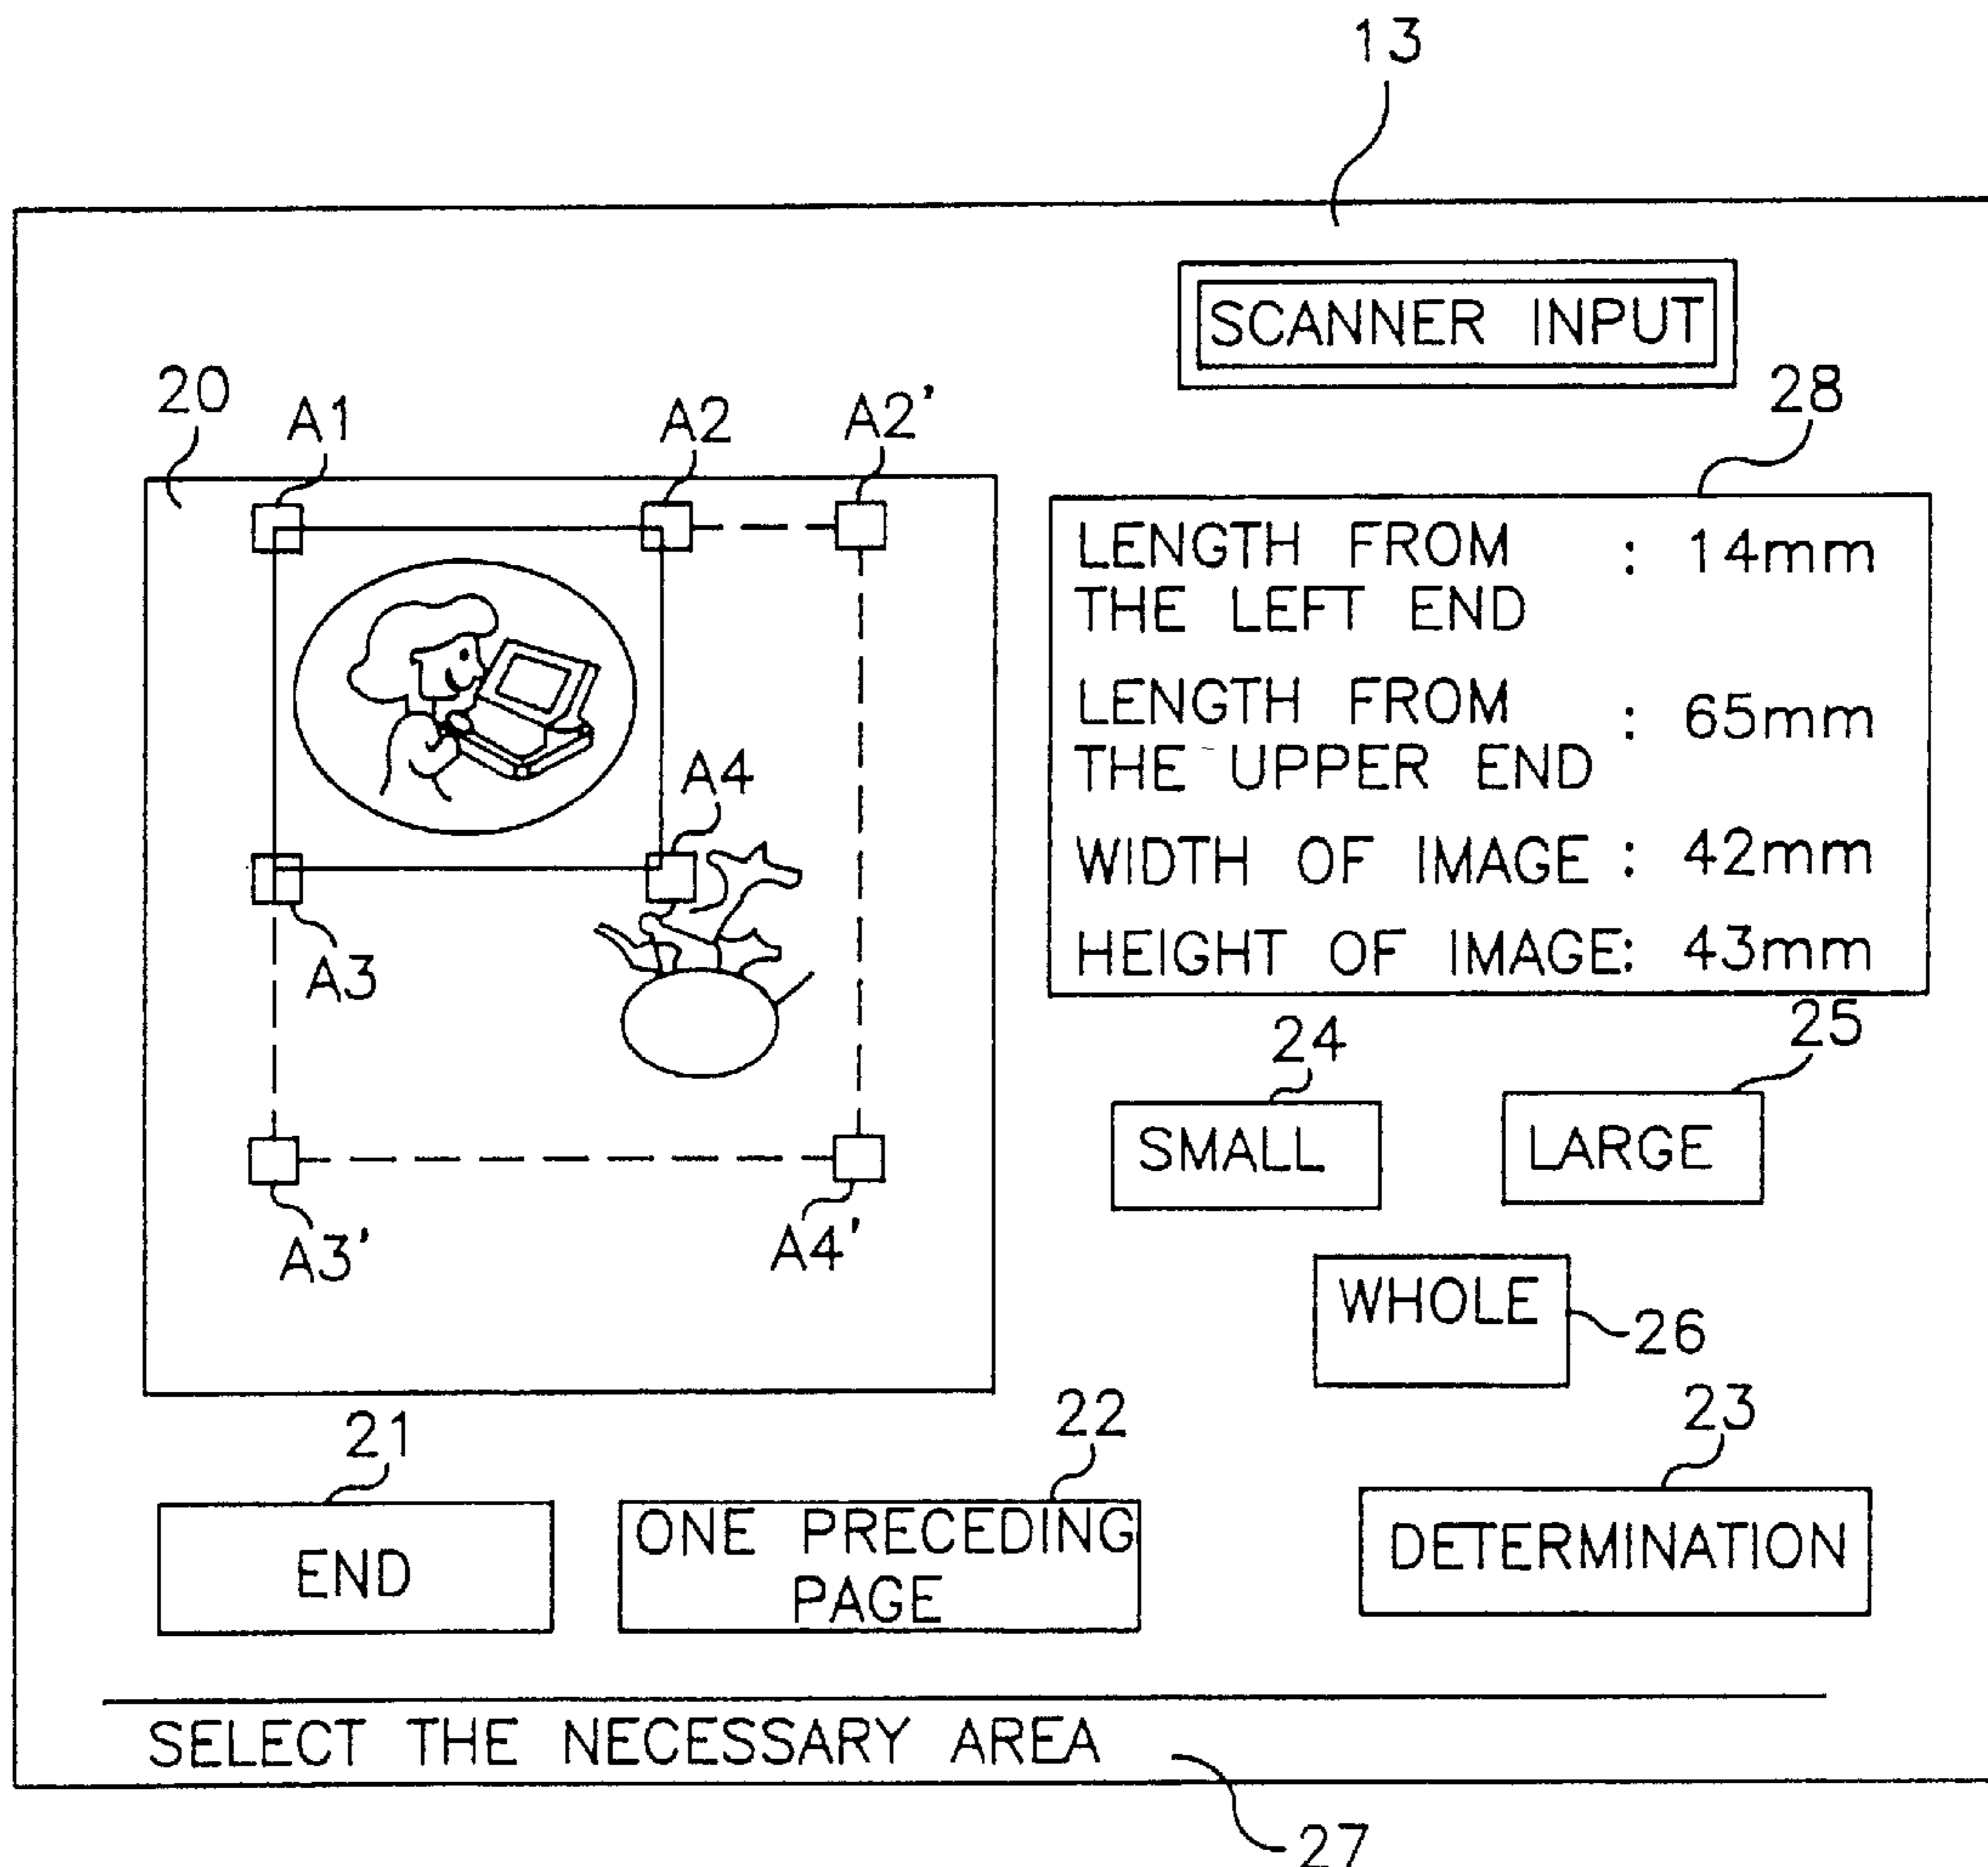 13
SCANNER INPUT
20
A1
A2
A2'
28
LENGTH FROM : 14mm
THE LEFT END
LENGTH FROM : 65mm
THE UPPER END
WIDTH OF IMAGE : 42mm
HEIGHT OF IMAGE: 43mm
A4
A3
24
25
SMALL
LARGE
A3'
A4'
WHOLE
26
21
22
23
END
ONE PRECEDING
PAGE
DETERMINATION
SELECT THE NECESSARY AREA
27